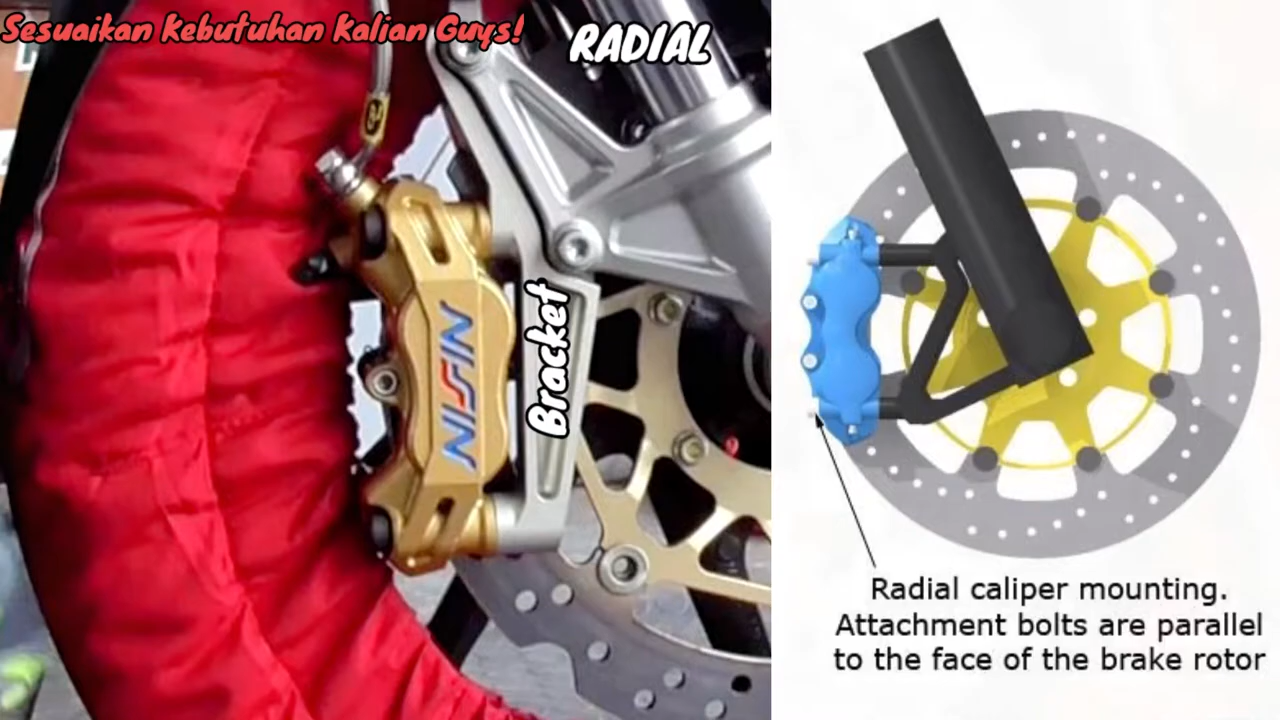 Sesuaikan Kebutuhan Kalian Guys!
RADIAL
Bracket
NISSIN
Radial caliper mounting.
Attachment bolts are parallel
to the face of the brake rotor